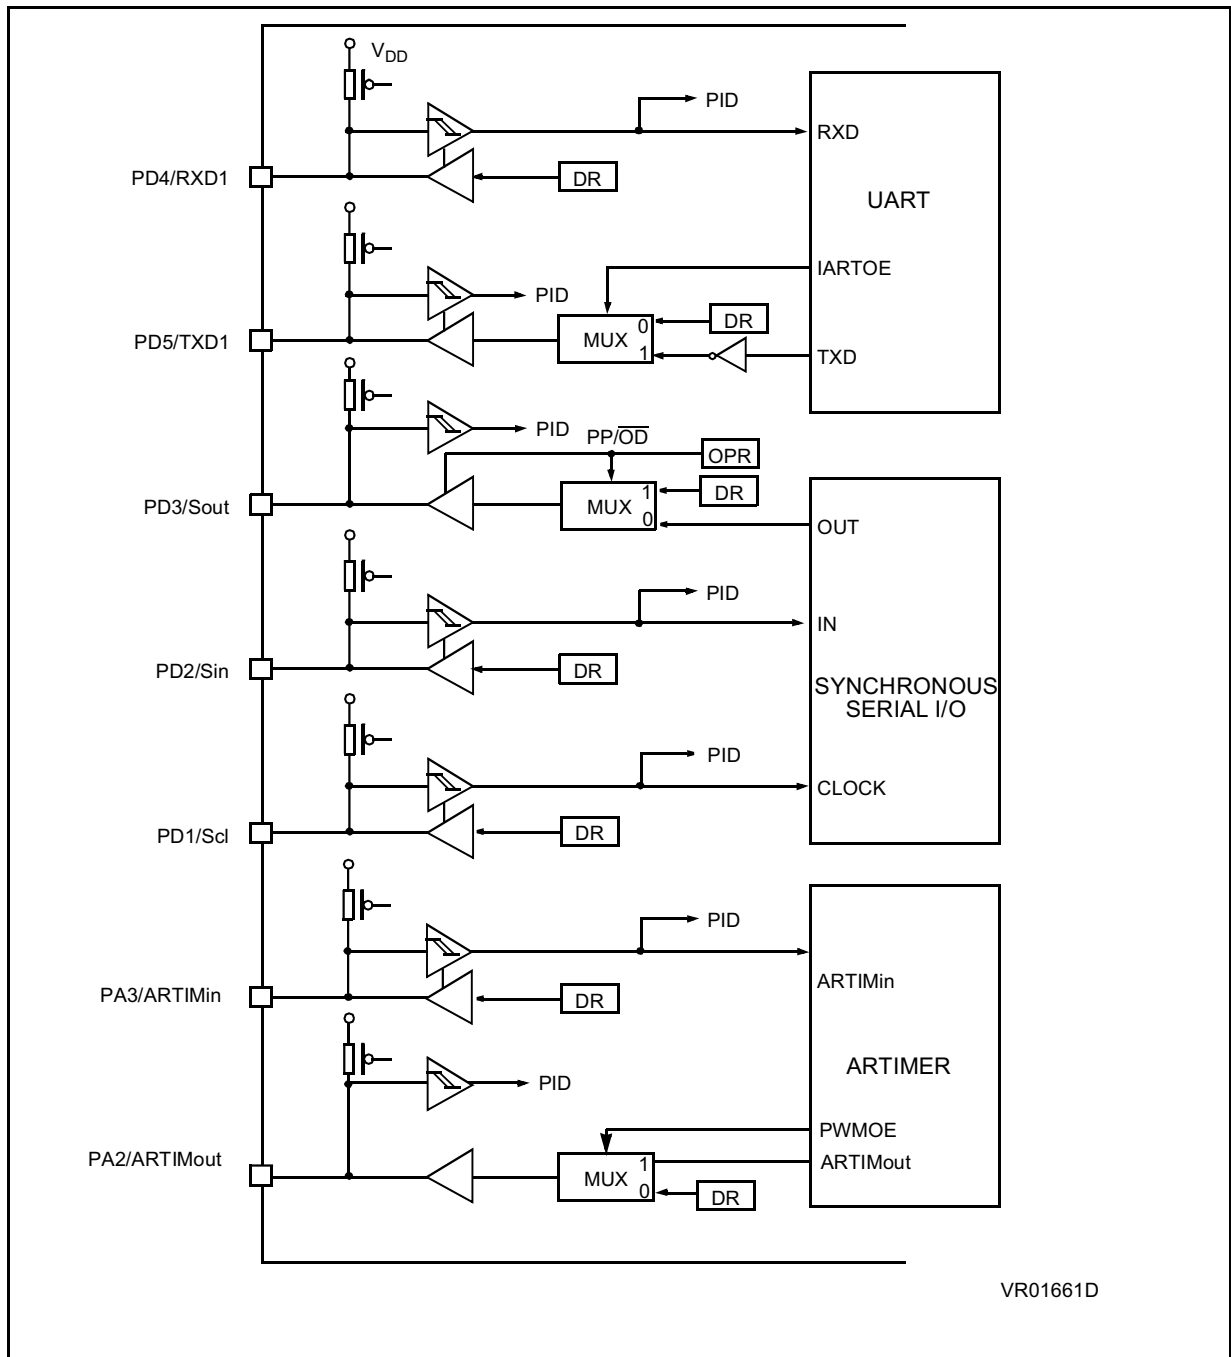 VDD
PID
RXD
PD4/RXD1
DR
UART
IARTOE
PID
DR
PD5/TXD1
MUX
0
1
TXD
PID
PP/OD
OPR
PD3/Sout
MUX
1
0
DR
OUT
PID
IN
PD2/Sin
DR
SYNCHRONOUS
SERIAL I/O
PID
CLOCK
PD1/Scl
DR
PID
ARTIMin
PA3/ARTIMin
DR
ARTIMER
PID
PWMOE
PA2/ARTIMout
MUX
1
0
ARTIMout
DR
VR01661D